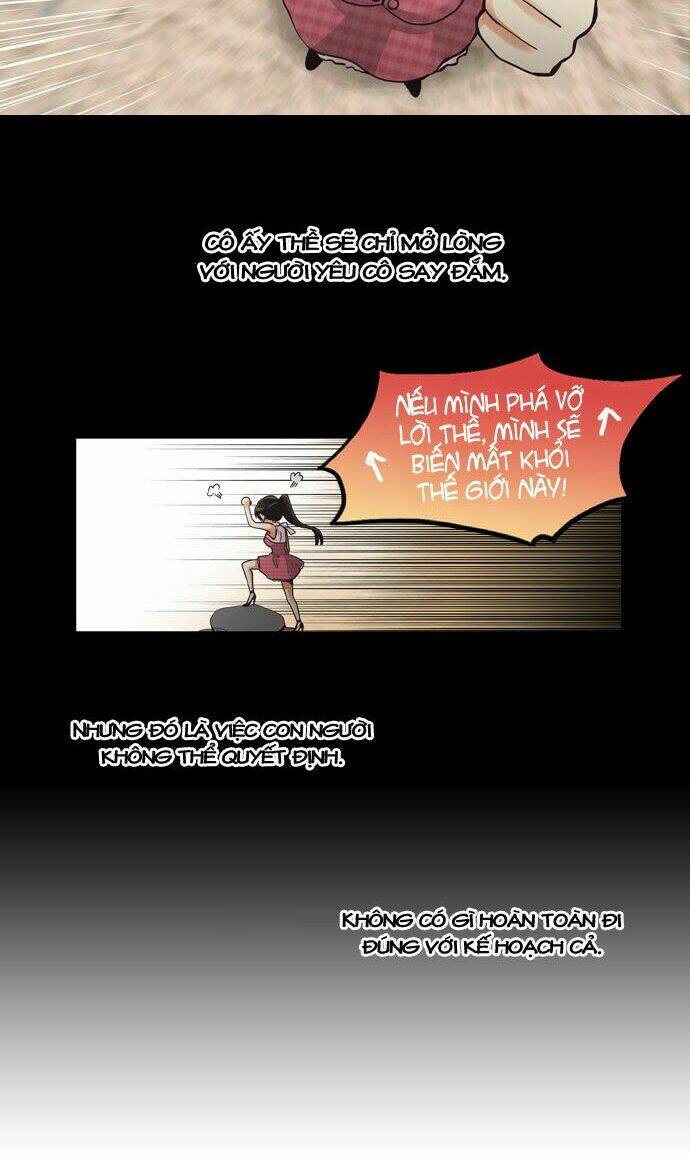 CÔ ẤY THỀ SẼ CHỈ MỞ LÒNG
VỚI NGƯỜI YÊU CÔ SAY ĐẮM.
NẾU MÌNH PHÁ VỠ
LỜI THỀ, MÌNH SẼ
BIẾN MẤT KHỎI
THẾ GIỚI NÀY!
NHƯNG ĐÓ LÀ VIỆC CON NGƯỜI
KHÔNG THỂ QUYẾT ĐỊNH.
KHÔNG CÓ GÌ HOÀN TOÀN ĐI
ĐÚNG VỚI KẾ HOẠCH CẢ.